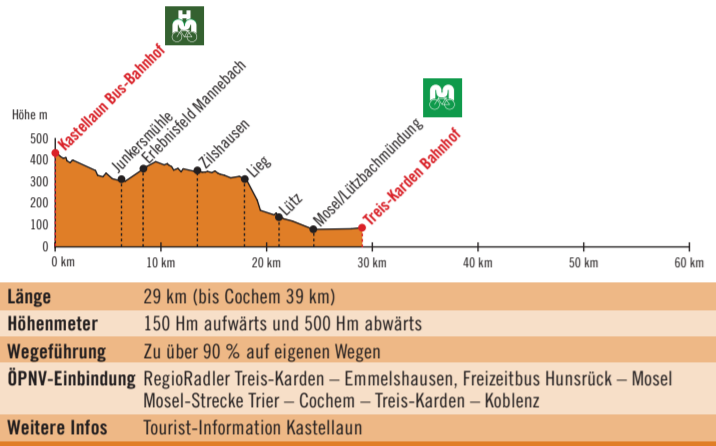 Höhe m
500
400
300
200
100
0
0 km
10 km
20 km
30 km
40 km
50 km
60 km
Kastellaun Bus-Bahnhof
Junkersmühle
Erlebnisfeld Mannebach
Zilshausen
Lieg
Lütz
Mosel/Lützbachmündung
Treis-Karden Bahnhof
Länge 29 km (bis Cochem 39 km)
Höhenmeter 150 Hm aufwärts und 500 Hm abwärts
Wegeführung Zu über 90 % auf eigenen Wegen
ÖPNV-Einbindung RegioRadler Treis-Karden – Emmelshausen, Freizeitbus Hunsrück – Mosel
Mosel-Strecke Trier – Cochem – Treis-Karden – Koblenz
Weitere Infos Tourist-Information Kastellaun